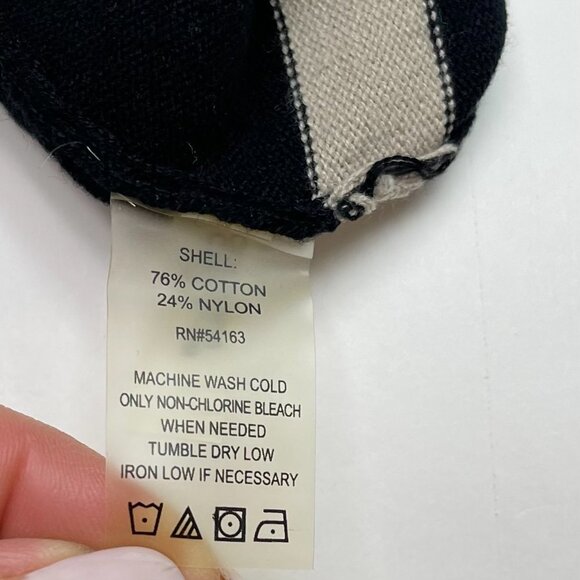 SHELL:
76% COTTON
24% NYLON
RN#54163
MACHINE WASH COLD
ONLY NON-CHLORINE BLEACH
WHEN NEEDED
TUMBLE DRY LOW
IRON LOW IF NECESSARY